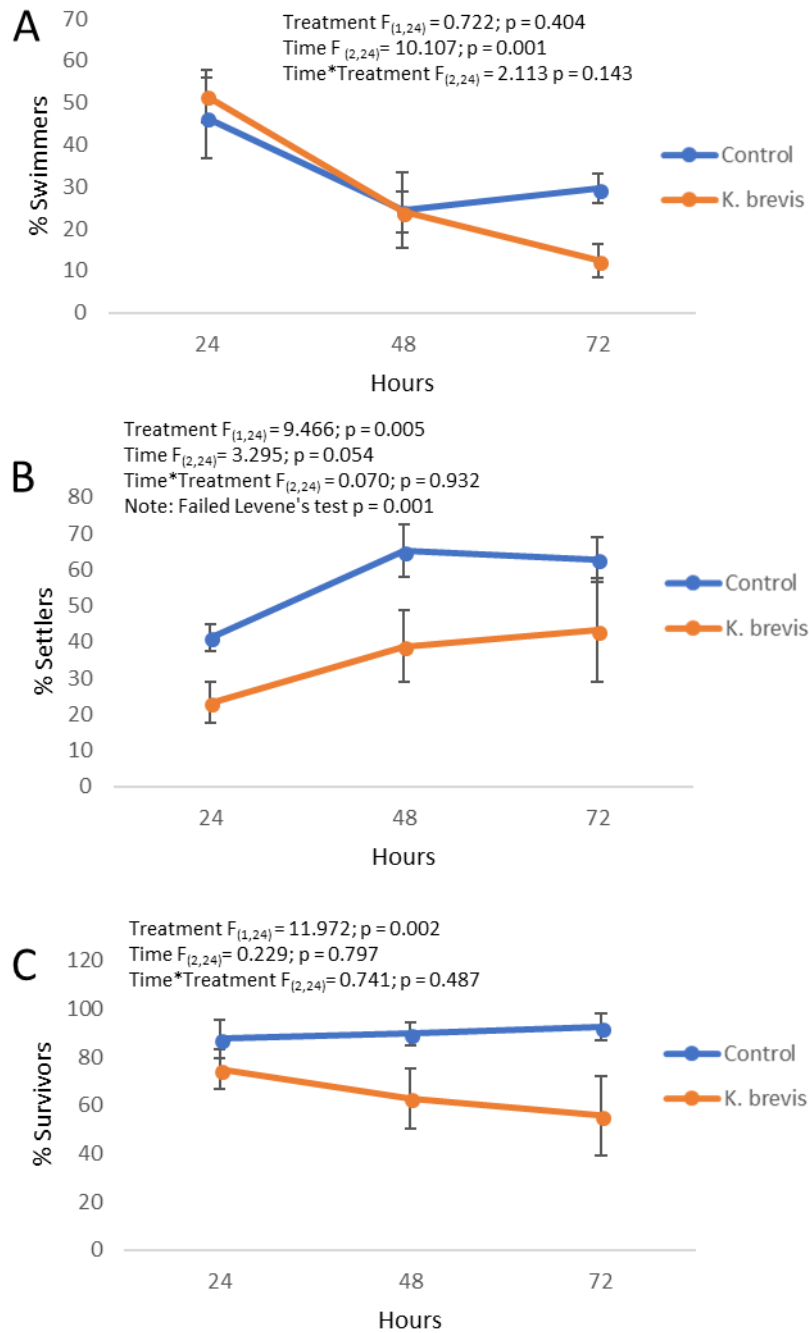 A
Treatment F(1,24) = 0.722; p = 0.404
Time F (2,24) = 10.107; p = 0.001
Time*Treatment F(2,24) = 2.113 p = 0.143
70
60
50
40
30
20
10
0
% Swimmers
24 48 72
Hours
Control
K. brevis
B
Treatment F(1,24) = 9.466; p = 0.005
Time F(2,24)= 3.295; p = 0.054
Time*Treatment F(2,24) = 0.070; p = 0.932
Note: Failed Levene's test p = 0.001
80
70
60
50
40
30
20
10
0
% Settlers
24 48 72
Hours
Control
K. brevis
C
Treatment F(1,24) = 11.972; p = 0.002
Time F(2,24)= 0.229; p = 0.797
Time*Treatment F(2,24)= 0.741; p = 0.487
120
100
80
60
40
20
0
% Survivors
24 48 72
Hours
Control
K. brevis